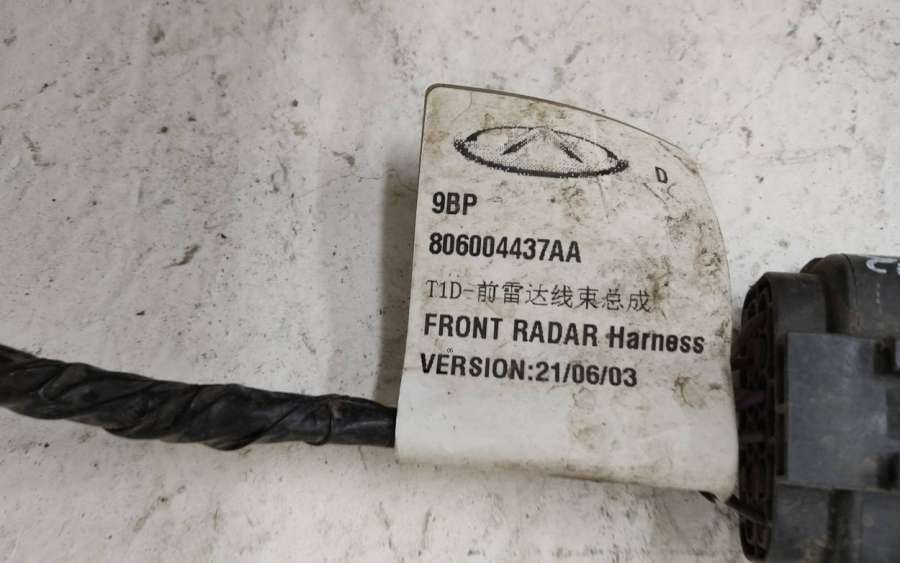 D
9BP
806004437AA
T1D-前雷达线束总成
FRONT RADAR Harness
VERSION:21/06/03